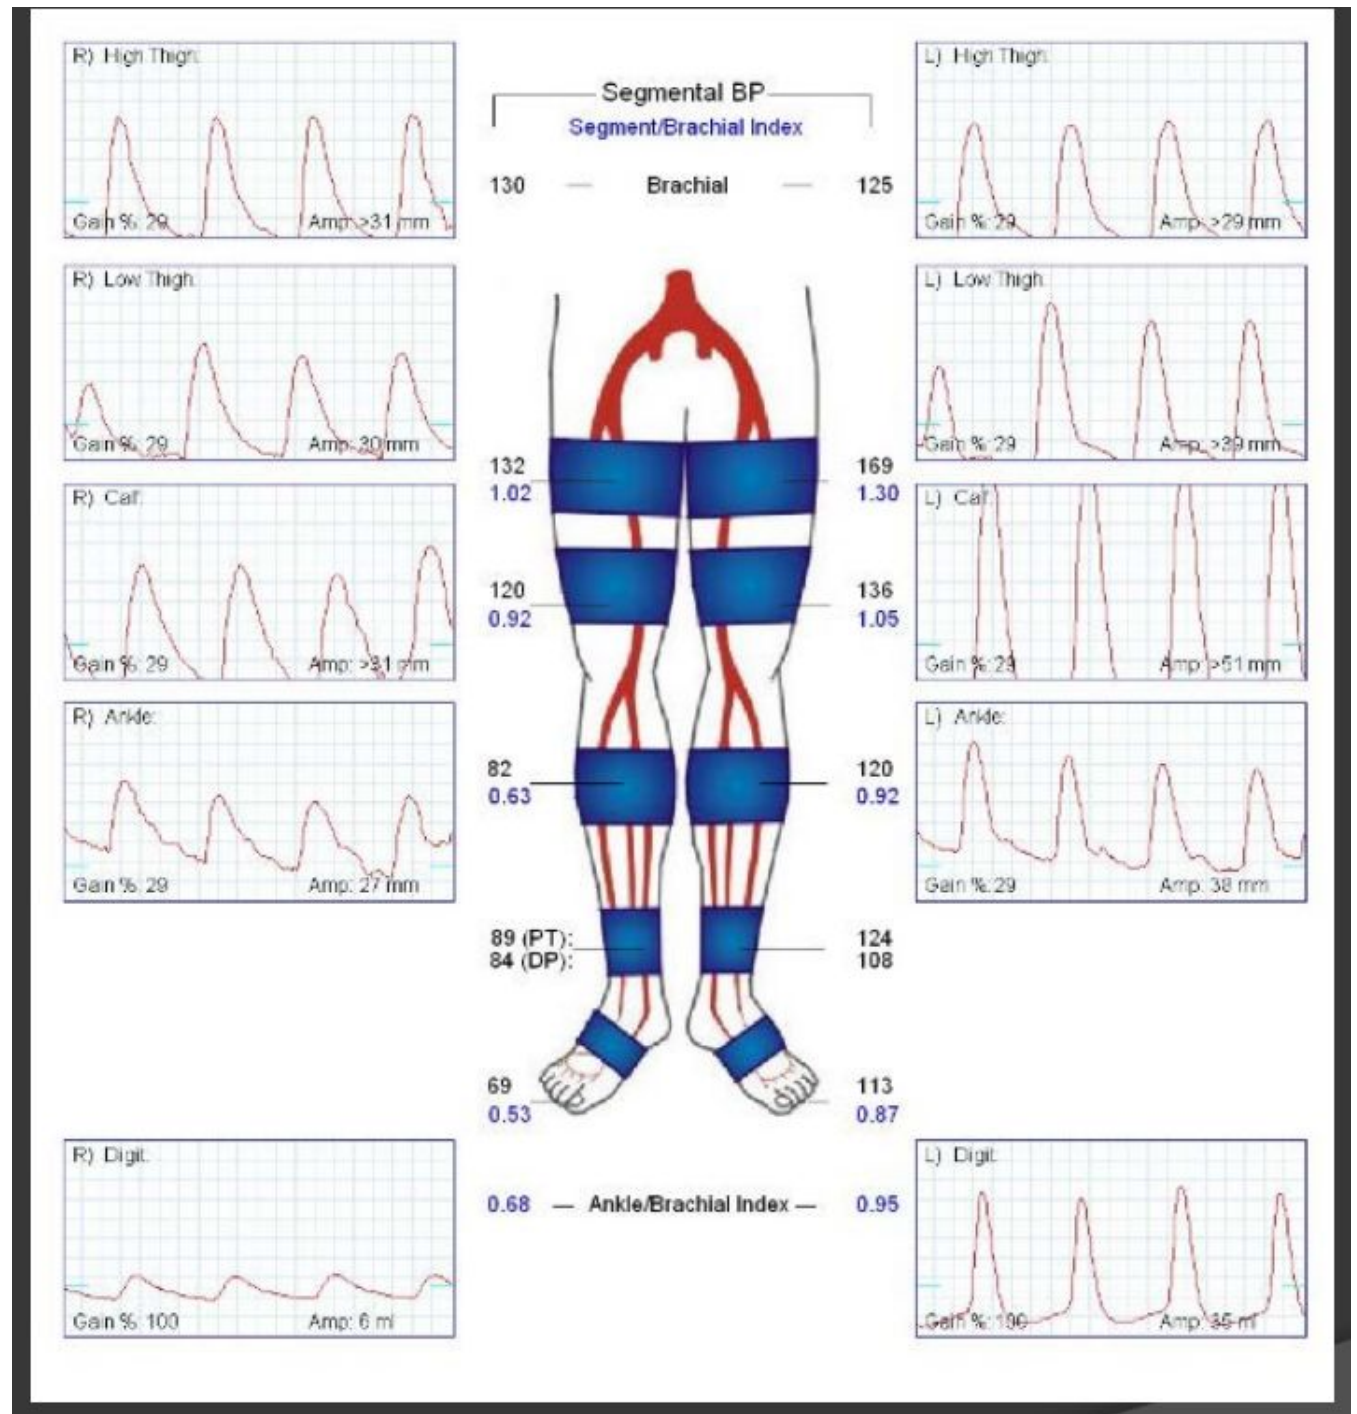 R) High Thigh:
Gain %: 29 Amp: >31 mm
R) Low Thigh:
Gain %: 29 Amp: 30 mm
R) Calf:
Gain %: 29 Amp: >31 mm
R) Ankle:
Gain %: 29 Amp: 27 mm
R) Digit:
Gain %: 100 Amp: 6 ml
Segmental BP
Segment/Brachial Index
130 — Brachial — 125
132 169
1.02 1.30
120 136
0.92 1.05
82 120
0.63 0.92
89 (PT): 124
84 (DP): 108
69 113
0.53 0.87
0.68 — Ankle/Brachial Index — 0.95
L) High Thigh:
Gain %: 29 Amp: >29 mm
L) Low Thigh:
Gain %: 29 Amp: >39 mm
L) Calf:
Gain %: 29 Amp: >51 mm
L) Ankle:
Gain %: 29 Amp: 38 mm
L) Digit:
Gain %: 100 Amp: 35 ml